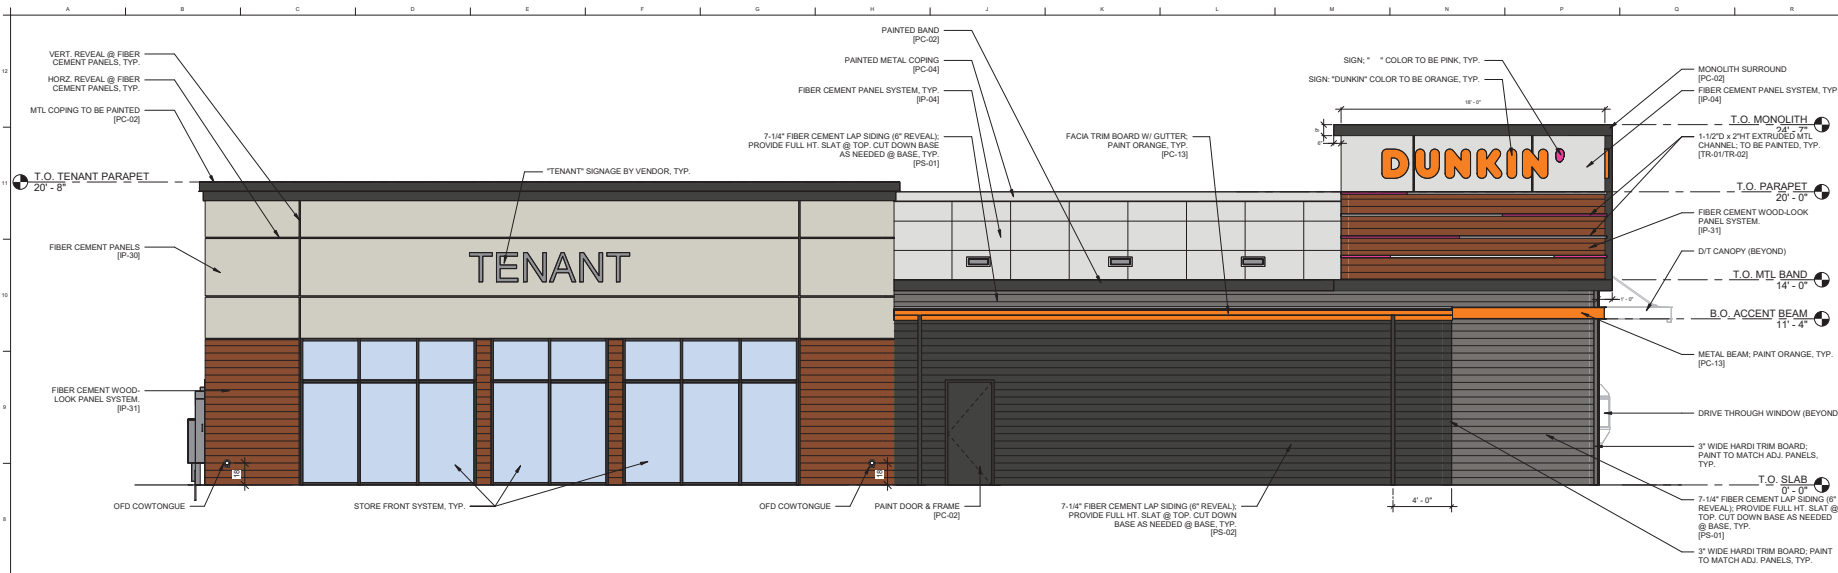 A B C D E F G H J K L M N P Q R
12
11
10
9
8
VERT. REVEAL @ FIBER
CEMENT PANELS, TYP.
HORZ. REVEAL @ FIBER
CEMENT PANELS, TYP.
MTL COPING TO BE PAINTED
[PC-02]
T.O. TENANT PARAPET
20' - 8"
FIBER CEMENT PANELS
[IP-30]
FIBER CEMENT WOOD-
LOOK PANEL SYSTEM.
[IP-31]
OFD COWTONGUE
18"
STORE FRONT SYSTEM, TYP.
"TENANT" SIGNAGE BY VENDOR, TYP.
TENANT
OFD COWTONGUE
18"
PAINTED BAND
[PC-02]
PAINTED METAL COPING
[PC-04]
FIBER CEMENT PANEL SYSTEM, TYP.
[IP-04]
7-1/4" FIBER CEMENT LAP SIDING (6" REVEAL);
PROVIDE FULL HT. SLAT @ TOP. CUT DOWN BASE
AS NEEDED @ BASE, TYP.
[PS-01]
FACIA TRIM BOARD W/ GUTTER;
PAINT ORANGE, TYP.
[PC-13]
PAINT DOOR & FRAME
[PC-02]
7-1/4" FIBER CEMENT LAP SIDING (6" REVEAL);
PROVIDE FULL HT. SLAT @ TOP. CUT DOWN
BASE AS NEEDED @ BASE, TYP.
[PS-02]
4' - 0"
SIGN; " ' " COLOR TO BE PINK, TYP.
SIGN: "DUNKIN" COLOR TO BE ORANGE, TYP.
18' - 0"
6"
DUNKIN'
1' - 0"
MONOLITH SURROUND
[PC-02]
FIBER CEMENT PANEL SYSTEM, TYP
[IP-04]
T.O. MONOLITH
24' - 7"
1-1/2"D x 2"HT EXTRUDED MTL
CHANNEL; TO BE PAINTED, TYP.
[TR-01/TR-02]
T.O. PARAPET
20' - 0"
FIBER CEMENT WOOD-LOOK
PANEL SYSTEM.
[IP-31]
D/T CANOPY (BEYOND)
T.O. MTL BAND
14' - 0"
B.O. ACCENT BEAM
11' - 4"
METAL BEAM; PAINT ORANGE, TYP.
[PC-13]
DRIVE THROUGH WINDOW (BEYOND
3" WIDE HARDI TRIM BOARD;
PAINT TO MATCH ADJ. PANELS,
TYP.
T.O. SLAB
0' - 0"
7-1/4" FIBER CEMENT LAP SIDING (6"
REVEAL); PROVIDE FULL HT. SLAT @
TOP. CUT DOWN BASE AS NEEDED
@ BASE, TYP.
[PS-01]
3" WIDE HARDI TRIM BOARD; PAINT
TO MATCH ADJ. PANELS, TYP.